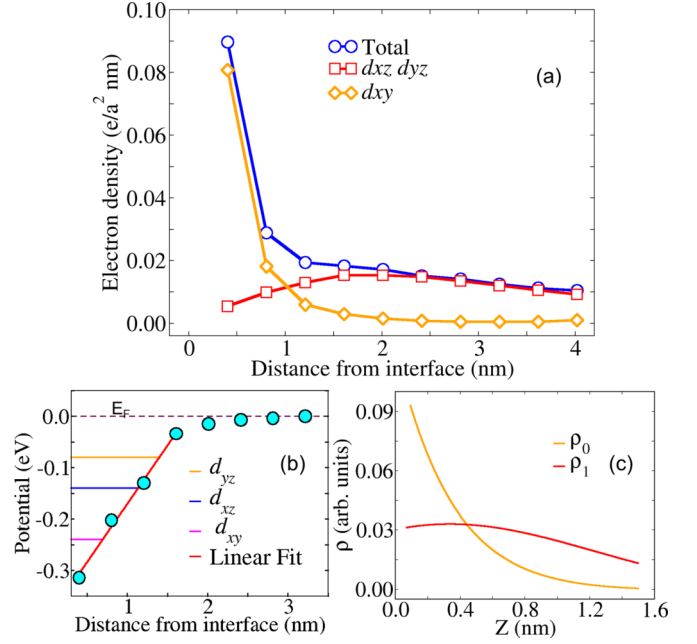 0.10
0.08
0.06
0.04
0.02
0.00
Electron density (e/a² nm)
Total
dxz dyz
dxy
(a)
0 1 2 3 4
Distance from interface (nm)
0.0
-0.1
-0.2
-0.3
Potential (eV)
E_F
(b)
d_yz
d_xz
d_xy
Linear Fit
1 2 3
Distance from interface (nm)
0.09
0.06
0.03
0.00
ρ (arb. units)
ρ_0
ρ_1
(c)
0.0 0.4 0.8 1.2 1.6
Z (nm)